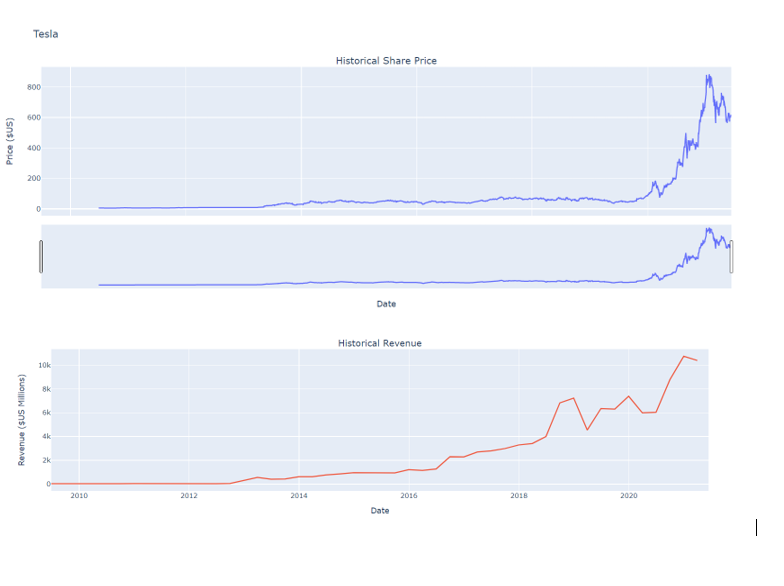 Tesla
Historical Share Price
800
600
400
200
0
Price ($US)
Date
Historical Revenue
10k
8k
6k
4k
2k
0
Revenue ($US Millions)
2010 2012 2014 2016 2018 2020
Date